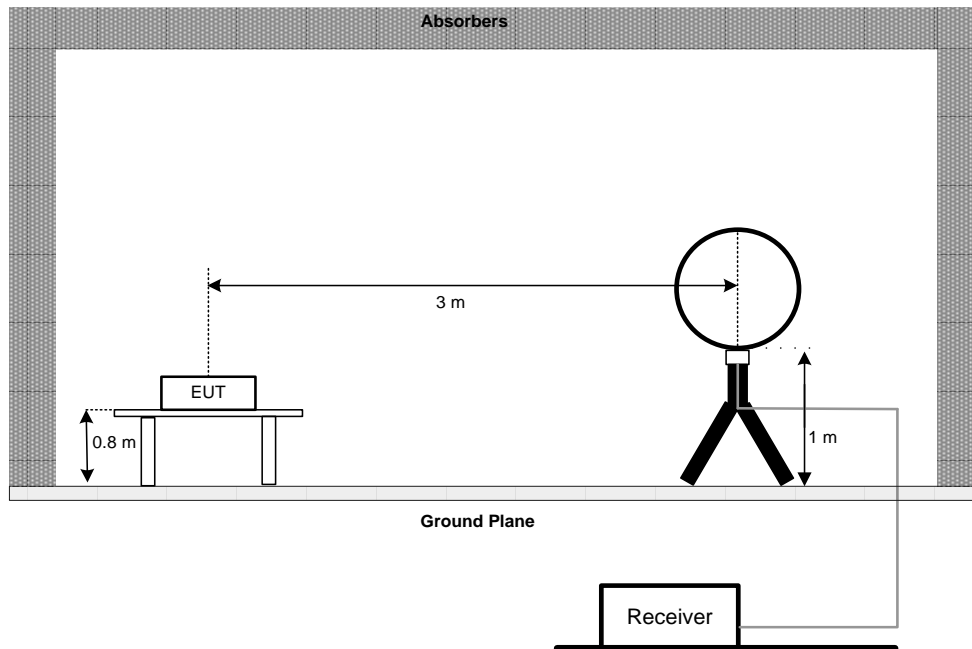 Absorbers
3 m
EUT
0.8 m
1 m
Ground Plane
Receiver